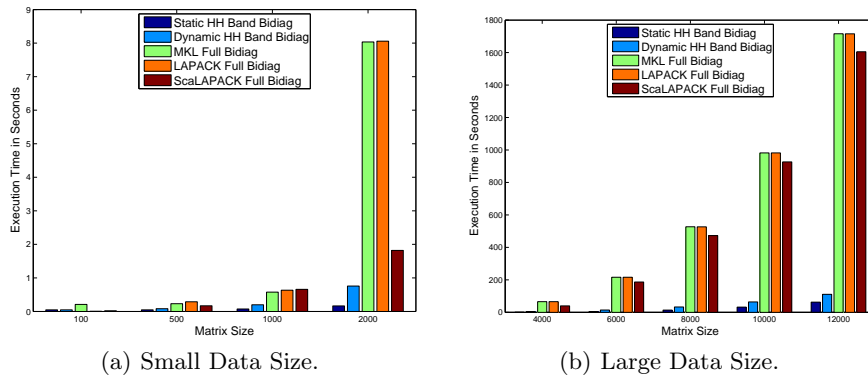 9
8
7
6
5
4
3
2
1
0
Execution Time in Seconds
Static HH Band Bidiag
Dynamic HH Band Bidiag
MKL Full Bidiag
LAPACK Full Bidiag
ScaLAPACK Full Bidiag
100 500 1000 2000
Matrix Size
(a) Small Data Size.
1800
1600
1400
1200
1000
800
600
400
200
0
Execution Time in Seconds
Static HH Band Bidiag
Dynamic HH Band Bidiag
MKL Full Bidiag
LAPACK Full Bidiag
ScaLAPACK Full Bidiag
4000 6000 8000 10000 12000
Matrix Size
(b) Large Data Size.